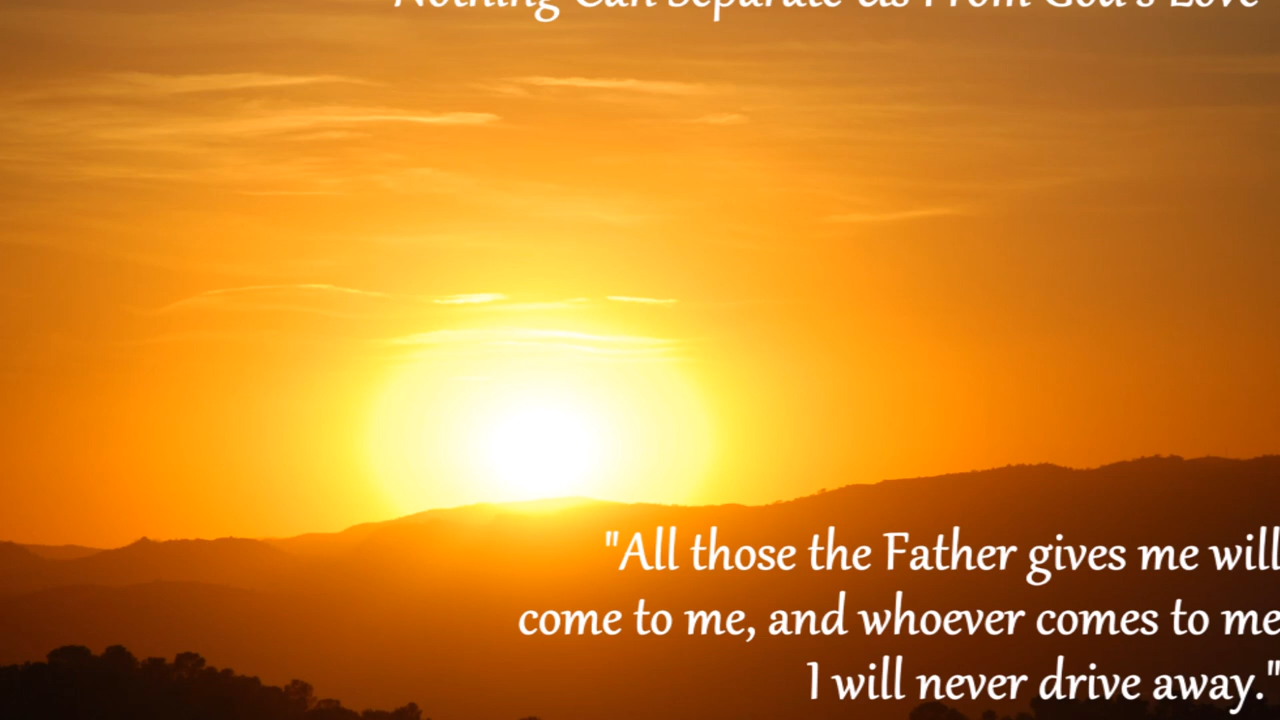 Nothing Can Separate Us From God's Love
"All those the Father gives me will
come to me, and whoever comes to me
I will never drive away."